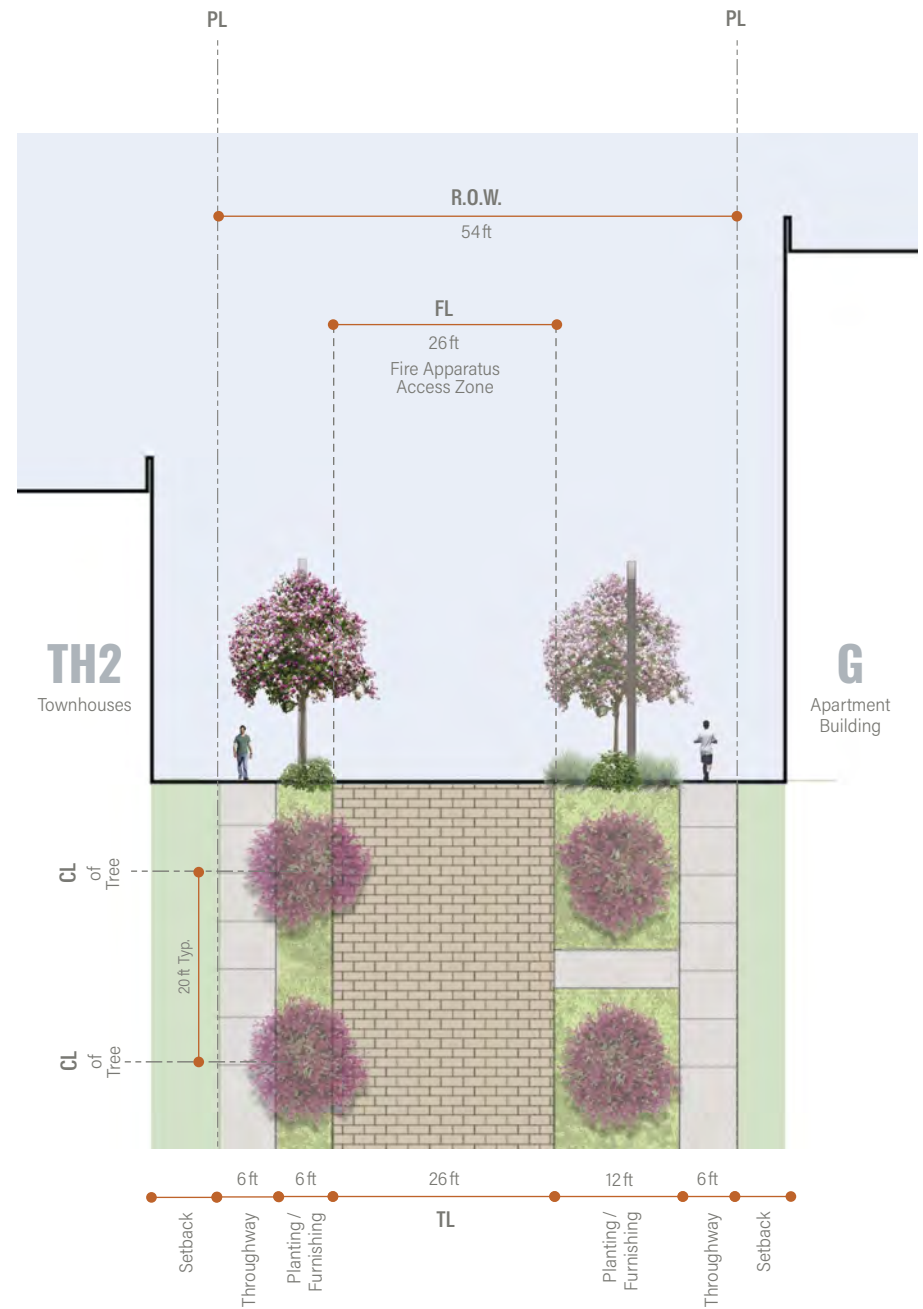 PL
PL
R.O.W.
54 ft
FL
26 ft
Fire Apparatus
Access Zone
TH2
Townhouses
G
Apartment
Building
CL
of
Tree
20 ft Typ.
CL
of
Tree
6 ft
6 ft
26 ft
12 ft
6 ft
TL
Setback
Throughway
Planting /
Furnishing
Planting /
Furnishing
Throughway
Setback